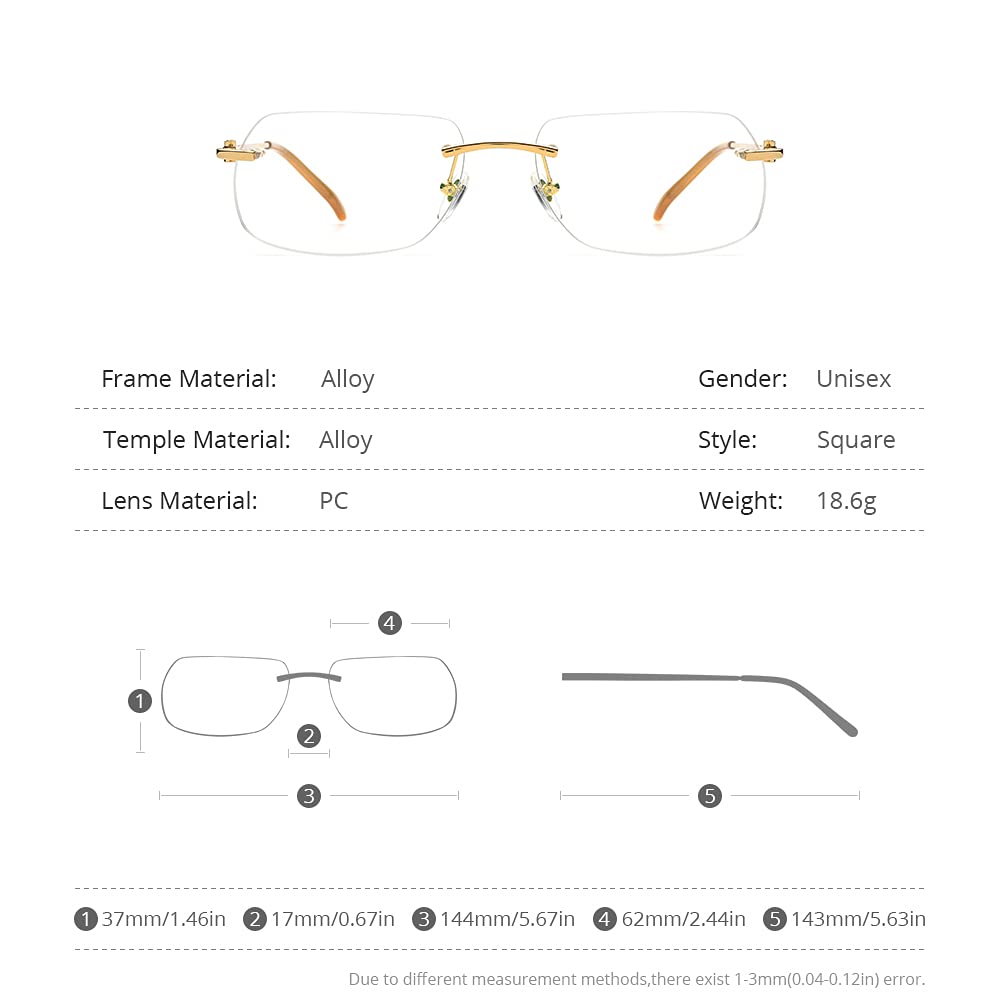 Frame Material: Alloy Gender: Unisex
Temple Material: Alloy Style: Square
Lens Material: PC Weight: 18.6g
4
1
2
3 5
1 37mm/1.46in 2 17mm/0.67in 3 144mm/5.67in 4 62mm/2.44in 5 143mm/5.63in
Due to different measurement methods,there exist 1-3mm(0.04-0.12in) error.